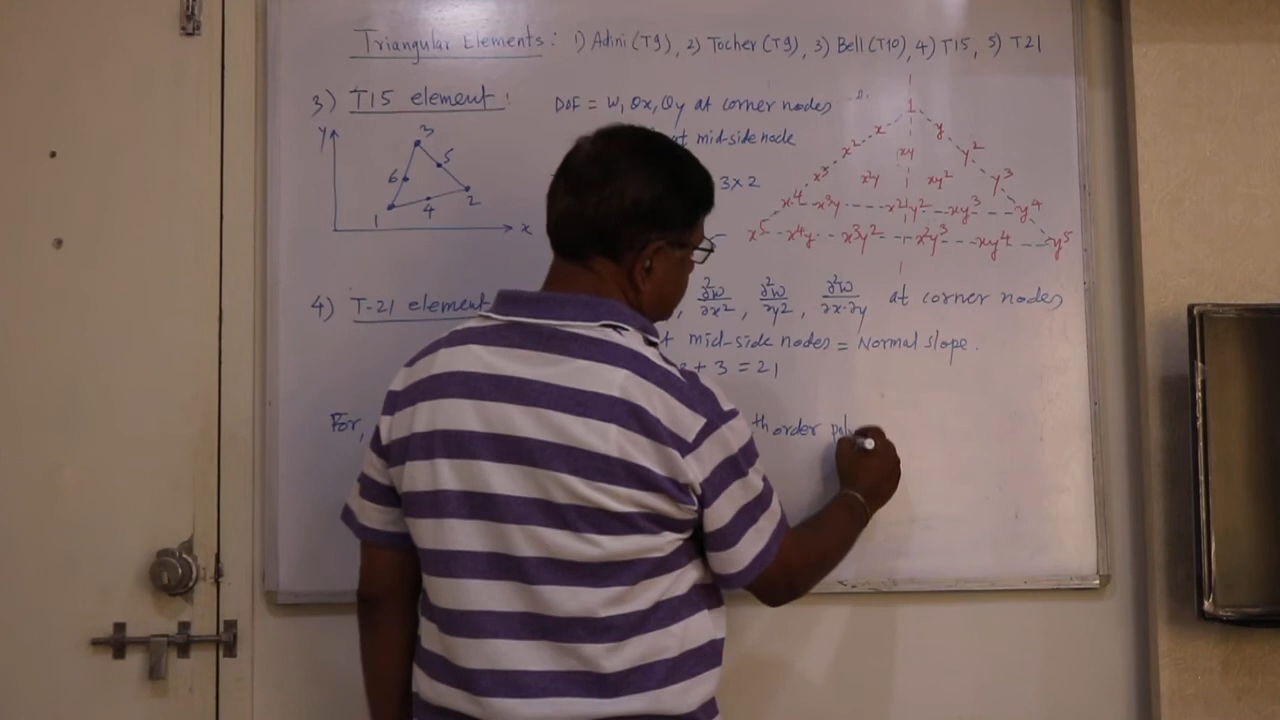 Triangular Elements: 1) Adini (T9), 2) Tocher (T9), 3) Bell (T10), 4) T15, 5) T21
3) T15 element:
DOF = w, θx, θy at corner nodes
at mid-side node
3×2
y
3
5
6
2
4
1
x
1
x y
x² xy y²
x³ x²y xy² y³
x⁴ x³y x²y² xy³ y⁴
x⁵ x⁴y x³y² x²y³ xy⁴ y⁵
4) T-21 element , ∂²w/∂x² , ∂²w/∂y² , ∂²w/∂x·∂y at corner nodes
mid-side nodes = Normal slope.
+ 3 = 21
For, th order pol